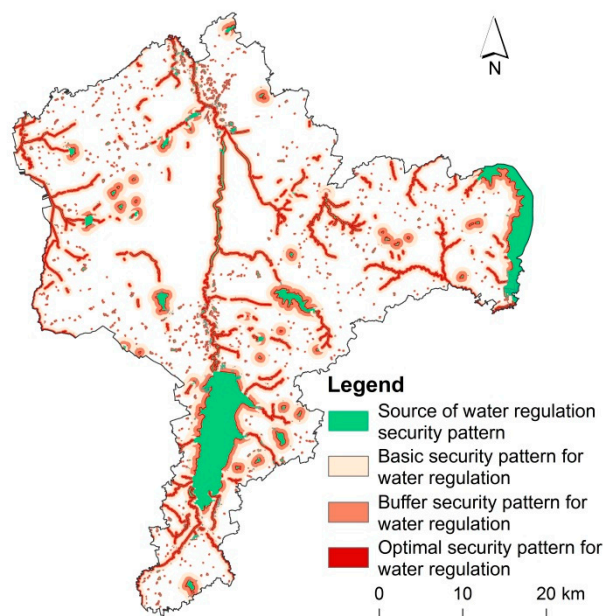 N
Legend
Source of water regulation
security pattern
Basic security pattern for
water regulation
Buffer security pattern for
water regulation
Optimal security pattern for
water regulation
0 20 km